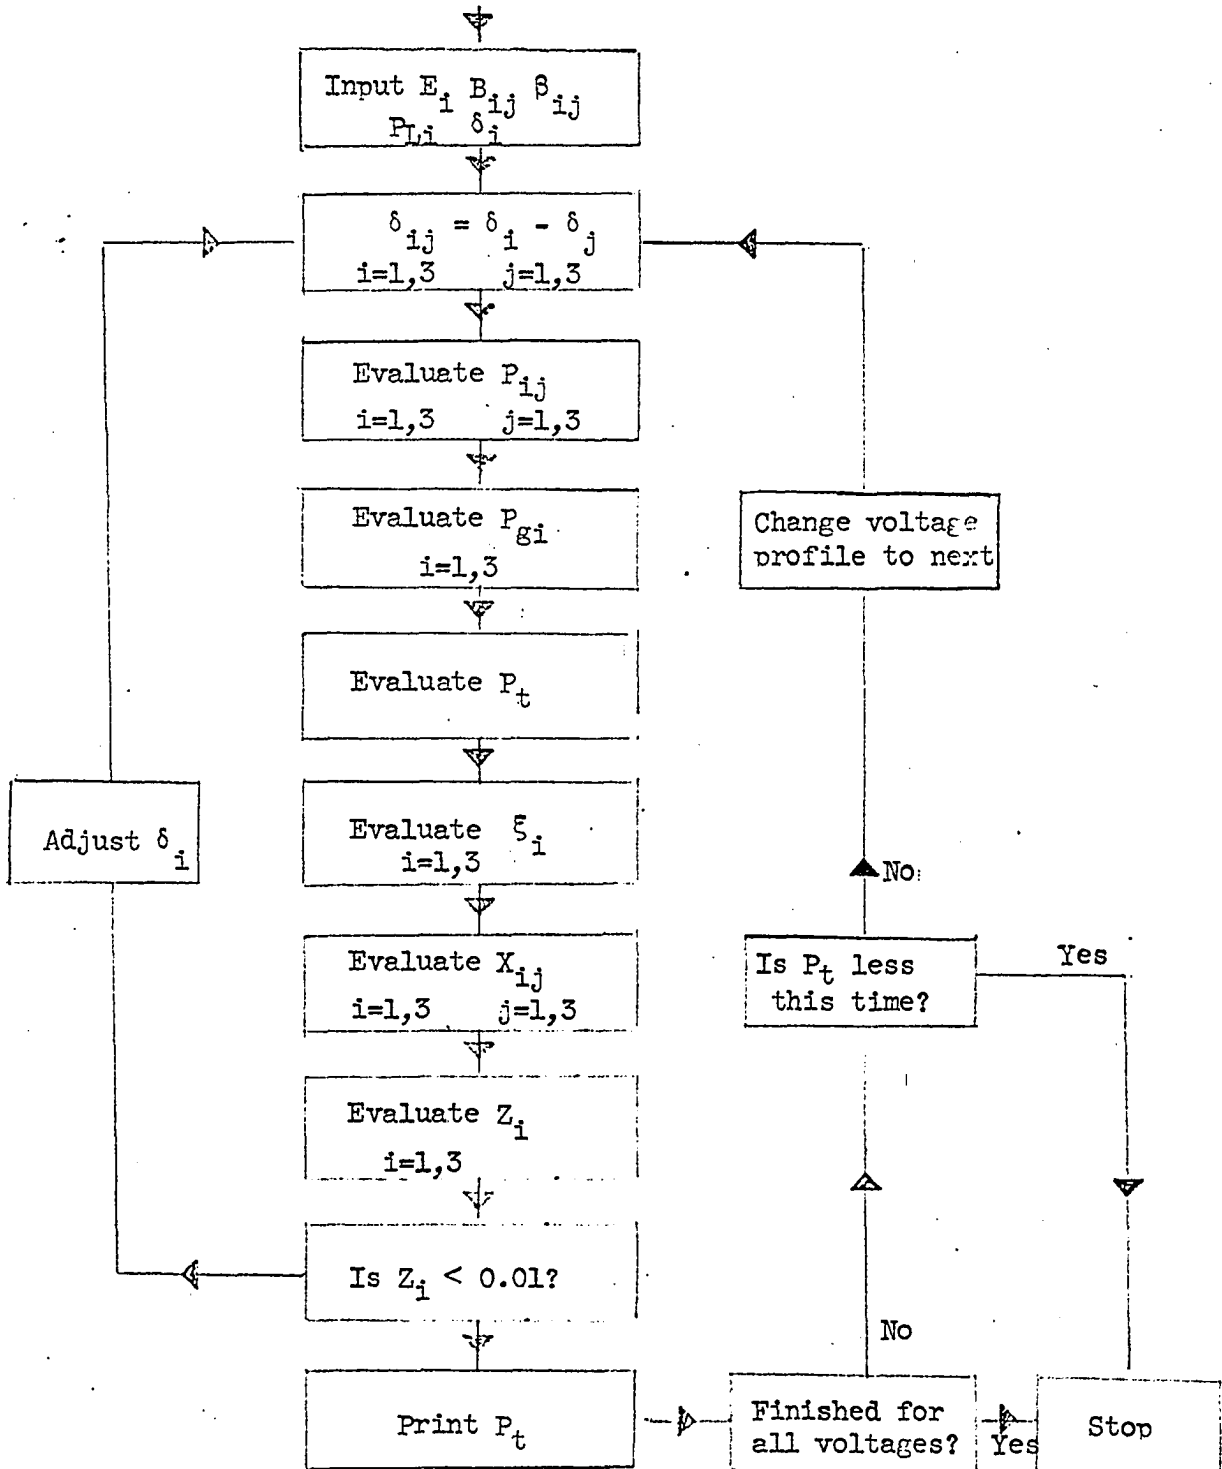 Input E_i B_ij β_ij
P_Li δ_i
δ_ij = δ_i - δ_j
i=1,3 j=1,3
Evaluate P_ij
i=1,3 j=1,3
Evaluate P_gi
i=1,3
Evaluate P_t
Evaluate ξ_i
i=1,3
Evaluate X_ij
i=1,3 j=1,3
Evaluate Z_i
i=1,3
Is Z_i < 0.01?
Print P_t
Adjust δ_i
Finished for
all voltages?
Yes
Stop
No
Is P_t less
this time?
Yes
No
Change voltage
profile to next